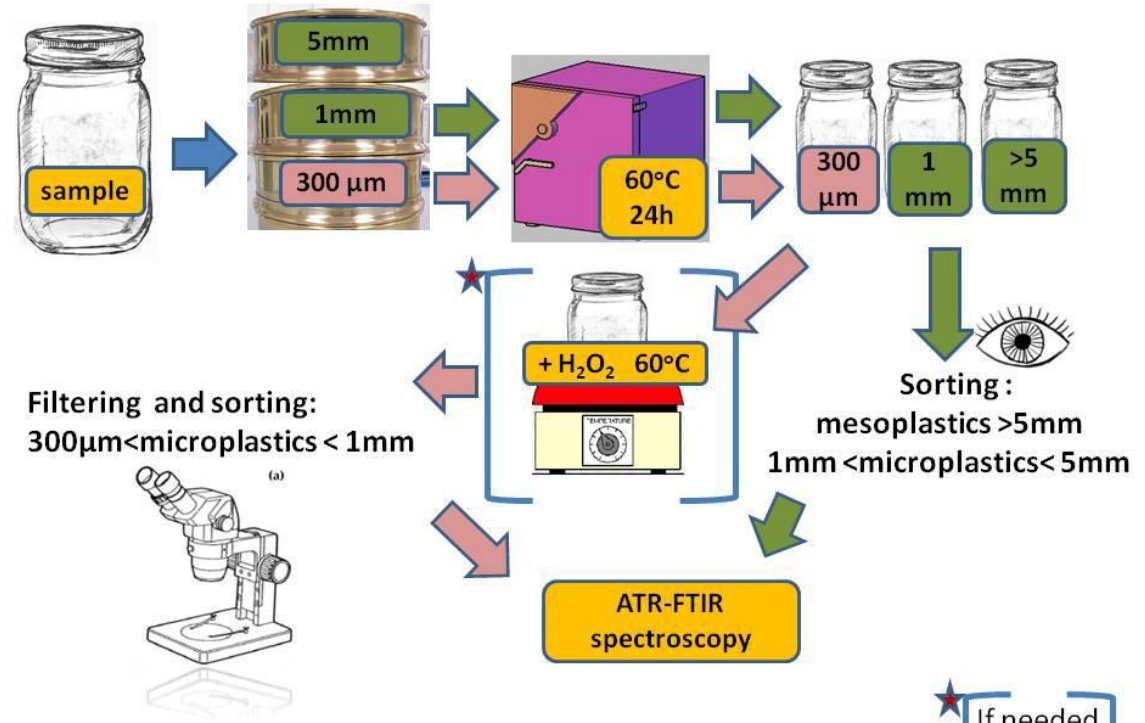 5mm
1mm
300 µm
sample
60°C
24h
300
µm
1
mm
>5
mm
+ H₂O₂ 60°C
TEMPERATURE
Sorting :
mesoplastics >5mm
1mm <microplastics< 5mm
Filtering and sorting:
300µm<microplastics < 1mm
(a)
ATR-FTIR
spectroscopy
If needed